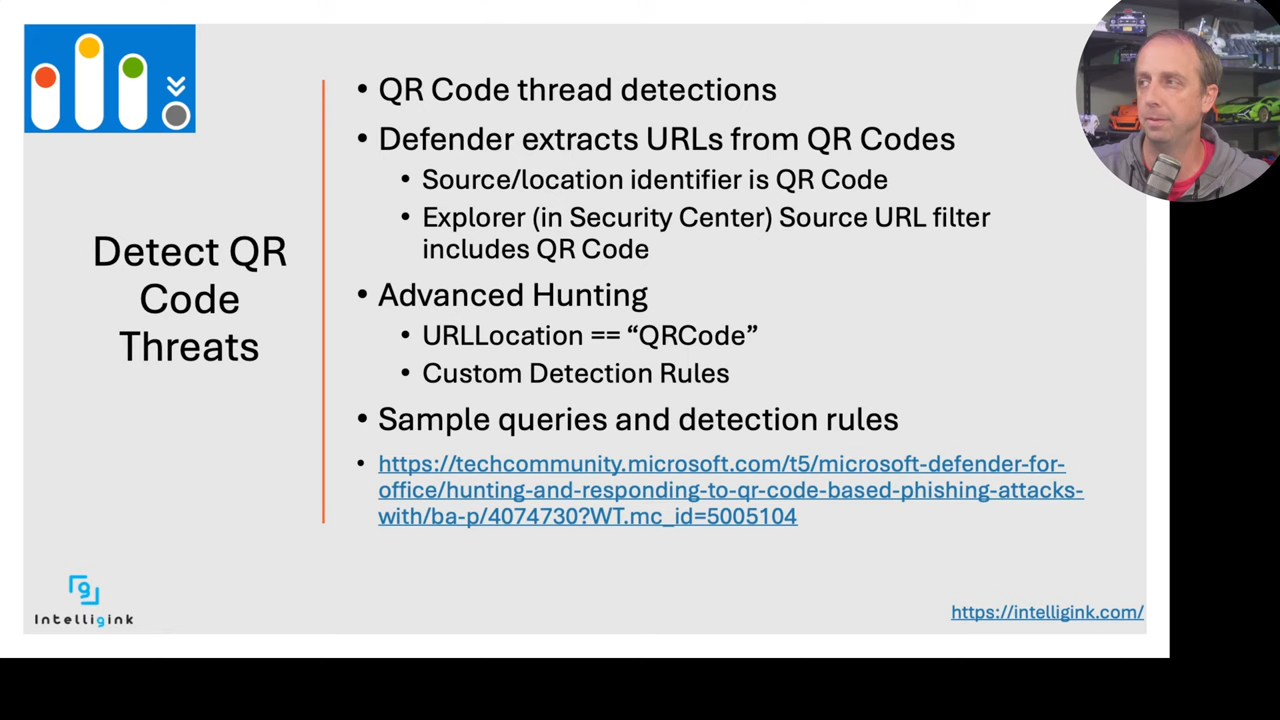 Detect QR
Code
Threats
• QR Code thread detections
• Defender extracts URLs from QR Codes
• Source/location identifier is QR Code
• Explorer (in Security Center) Source URL filter
includes QR Code
• Advanced Hunting
• URLLocation == “QRCode”
• Custom Detection Rules
• Sample queries and detection rules
• https://techcommunity.microsoft.com/t5/microsoft-defender-for-
office/hunting-and-responding-to-qr-code-based-phishing-attacks-
with/ba-p/4074730?WT.mc_id=5005104
g
Intelligink
https://intelligink.com/